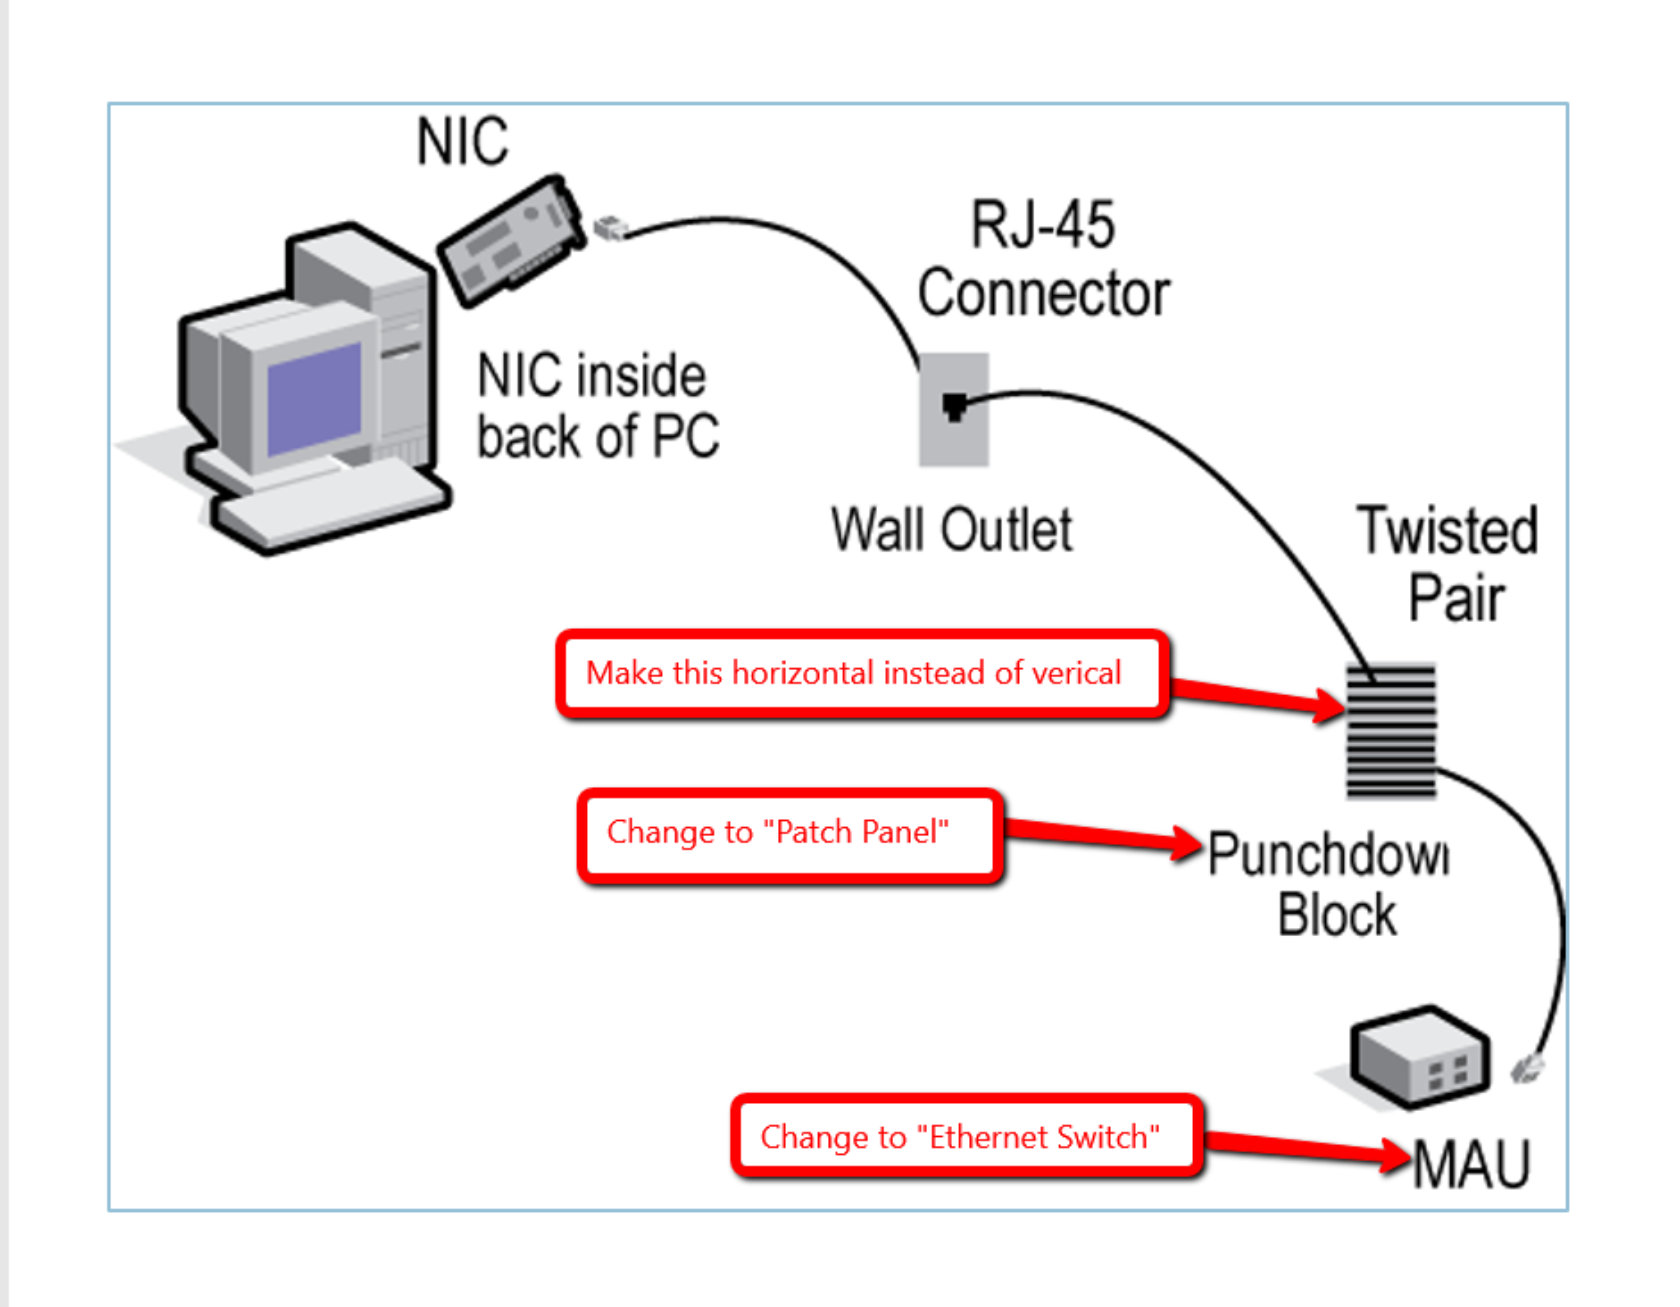 NIC
RJ-45
Connector
NIC inside
back of PC
Wall Outlet
Twisted
Pair
Make this horizontal instead of verical
Change to "Patch Panel"
Punchdown
Block
Change to "Ethernet Switch"
MAU